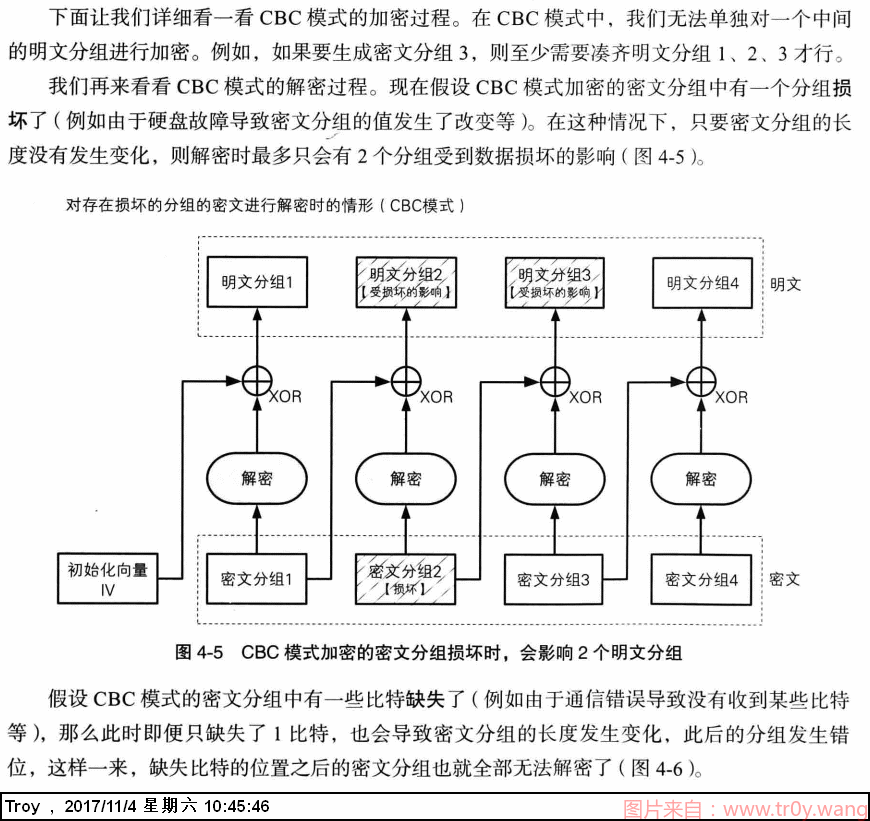 下面让我们详细看一看 CBC 模式的加密过程。在 CBC 模式中，我们无法单独对一个中间
的明文分组进行加密。例如，如果要生成密文分组 3，则至少需要凑齐明文分组 1、2、3 才行。
我们再来看看 CBC 模式的解密过程。现在假设 CBC 模式加密的密文分组中有一个分组损
坏了（例如由于硬盘故障导致密文分组的值发生了改变等）。在这种情况下，只要密文分组的长
度没有发生变化，则解密时最多只会有 2 个分组受到数据损坏的影响（图 4-5）。
对存在损坏的分组的密文进行解密时的情形（CBC模式）
明文分组1
明文分组2
【受损坏的影响】
明文分组3
【受损坏的影响】
明文分组4
明文
XOR
XOR
XOR
XOR
解密
解密
解密
解密
初始化向量
IV
密文分组1
密文分组2
【损坏】
密文分组3
密文分组4
密文
图 4-5 CBC 模式加密的密文分组损坏时，会影响 2 个明文分组
假设 CBC 模式的密文分组中有一些比特缺失了（例如由于通信错误导致没有收到某些比特
等），那么此时即便只缺失了 1 比特，也会导致密文分组的长度发生变化，此后的分组发生错
位，这样一来，缺失比特的位置之后的密文分组也就全部无法解密了（图 4-6）。
Troy , 2017/11/4 星期六 10:45:46
图片来自：www.tr0y.wang